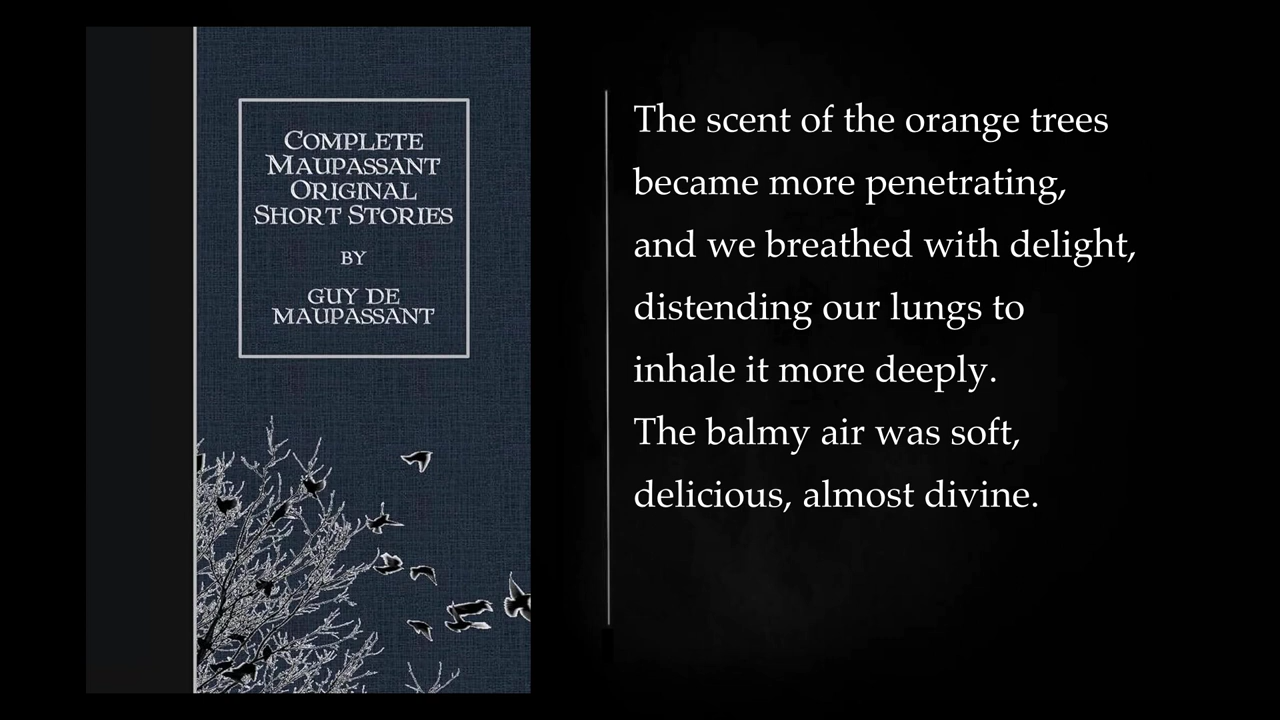 COMPLETE
MAUPASSANT
ORIGINAL
SHORT STORIES
BY
GUY DE
MAUPASSANT
The scent of the orange trees
became more penetrating,
and we breathed with delight,
distending our lungs to
inhale it more deeply.
The balmy air was soft,
delicious, almost divine.